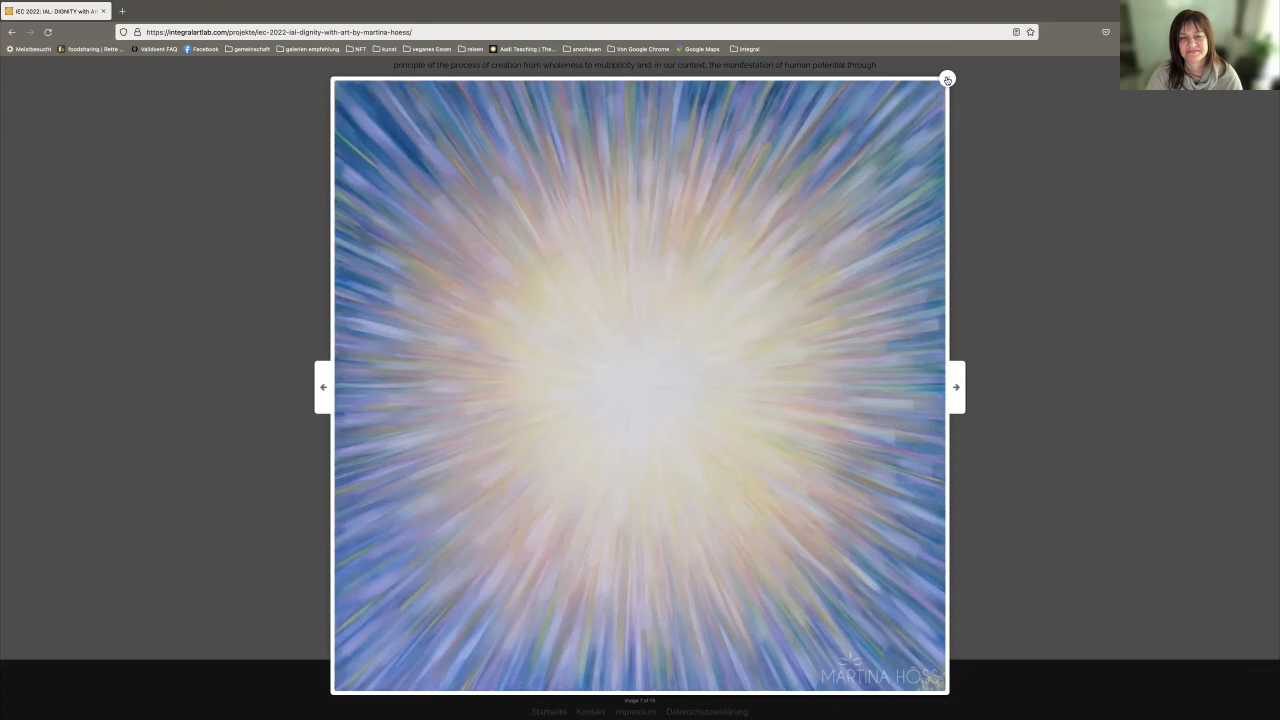 IEC 2022: IAL: DIGNITY with Ar
https://integralartlab.com/projekte/iec-2022-ial-dignity-with-art-by-martina-hoess/
Meistbesucht foodsharing | Rette ... Validvent FAQ Facebook gemeinschaft galerien empfehlung NFT kunst veganes Essen reisen Aadi Teaching | The... anschauen Von Google Chrome Google Maps Integral
principle of the process of creation from wholeness to multiplicity and, in our context, the manifestation of human potential through
MARTINA HÖSS
Startseite Kontakt Impressum Datenschutzerklärung